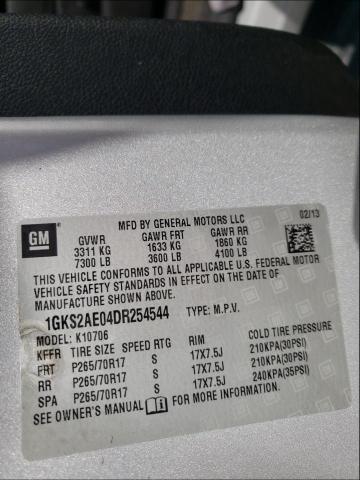 MFD BY GENERAL MOTORS LLC 02/13
GM
GVWR GAWR FRT GAWR RR
3311 KG 1633 KG 1860 KG
7300 LB 3600 LB 4100 LB
THIS VEHICLE CONFORMS TO ALL APPLICABLE U.S. FEDERAL MOTOR
VEHICLE SAFETY STANDARDS IN EFFECT ON THE DATE OF
MANUFACTURE SHOWN ABOVE.
1GKS2AE04DR254544 TYPE: M.P.V.
MODEL: K10706
KFFR TIRE SIZE SPEED RTG RIM COLD TIRE PRESSURE
FRT P265/70R17 S 17X7.5J 210KPA(30PSI)
RR P265/70R17 S 17X7.5J 210KPA(30PSI)
SPA P265/70R17 S 17X7.5J 240KPA(35PSI)
SEE OWNER'S MANUAL FOR MORE INFORMATION.